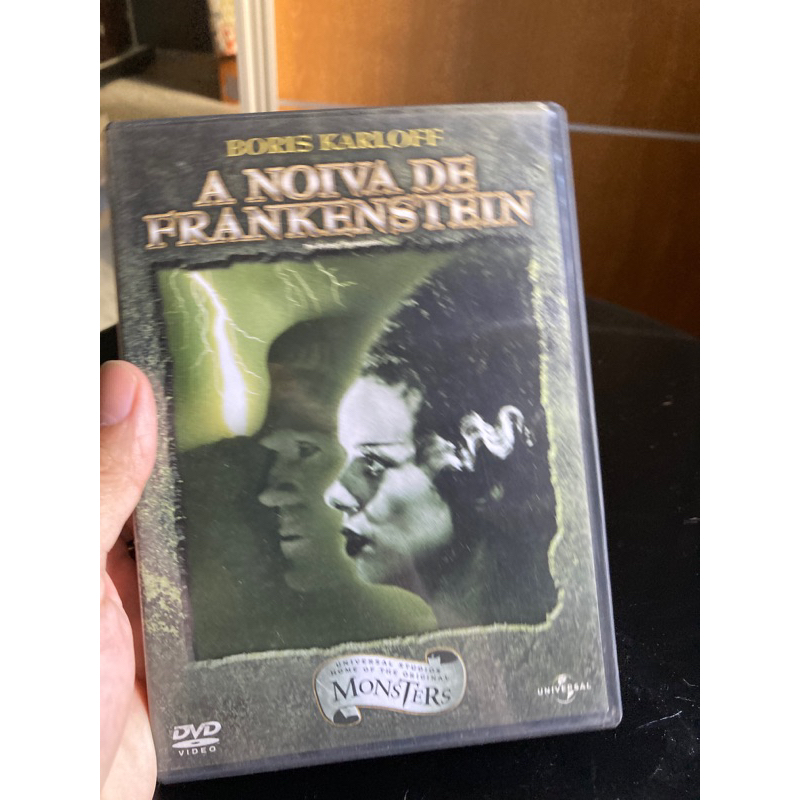 BORIS KARLOFF
A NOIVA DE
FRANKENSTEIN
UNIVERSAL STUDIOS
HOME OF THE ORIGINAL
MONSTERS
UNIVERSAL
DVD
VIDEO